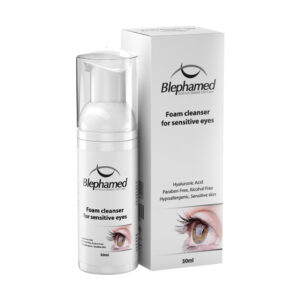 Blephamed
Foam cleanser
for sensitive eyes
50ml
Blephamed
Foam cleanser
for sensitive eyes
Hyaluronic Acid
Paraben Free, Alcohol Free
Hypoallergenic, Sensitive skin
50ml